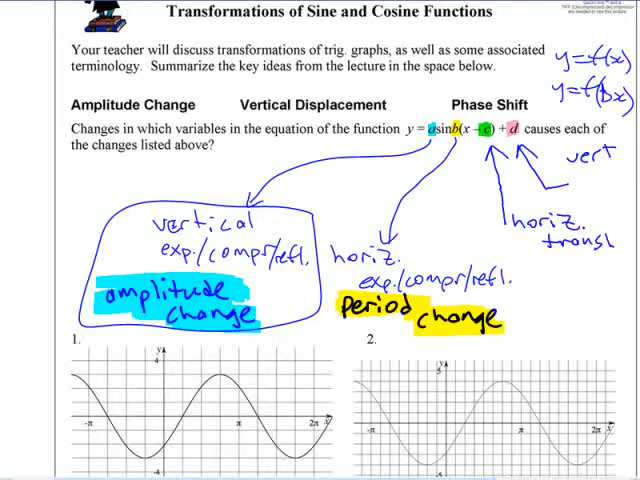 Transformations of Sine and Cosine Functions
Your teacher will discuss transformations of trig. graphs, as well as some associated
terminology. Summarize the key ideas from the lecture in the space below.
y=f(x)
y=f(bx)
Amplitude Change Vertical Displacement Phase Shift
Changes in which variables in the equation of the function y = asinb(x – c) + d causes each of
the changes listed above?
vert
vertical
exp./compr/refl.
amplitude
change
horiz.
exp./compr/refl.
period
change
horiz.
transl
1.
y
4
-π
π
2π
x
-4
2.
y
5
-π
π
2π
x
-5